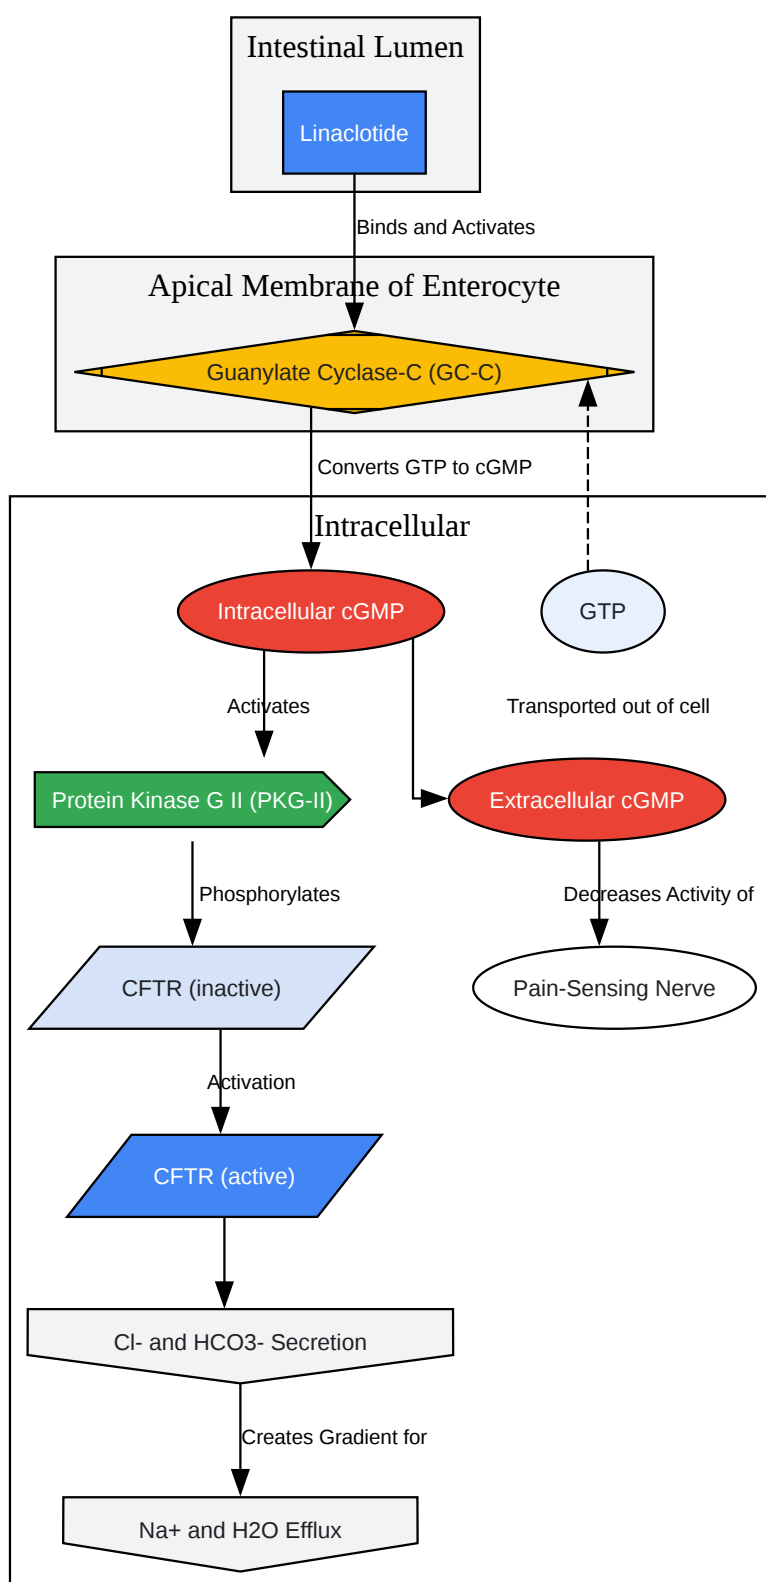 Intestinal Lumen
Linaclotide
Binds and Activates
Apical Membrane of Enterocyte
Guanylate Cyclase-C (GC-C)
Converts GTP to cGMP
Intracellular
Intracellular cGMP
GTP
Activates
Transported out of cell
Protein Kinase G II (PKG-II)
Extracellular cGMP
Phosphorylates
Decreases Activity of
CFTR (inactive)
Pain-Sensing Nerve
Activation
CFTR (active)
Cl- and HCO3- Secretion
Creates Gradient for
Na+ and H2O Efflux